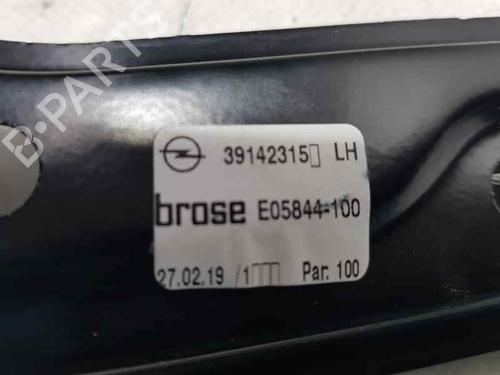 39142315▯ LH
brose E05844-100
27.02.19 /1▯▯▯ Par. 100
B-PARTS